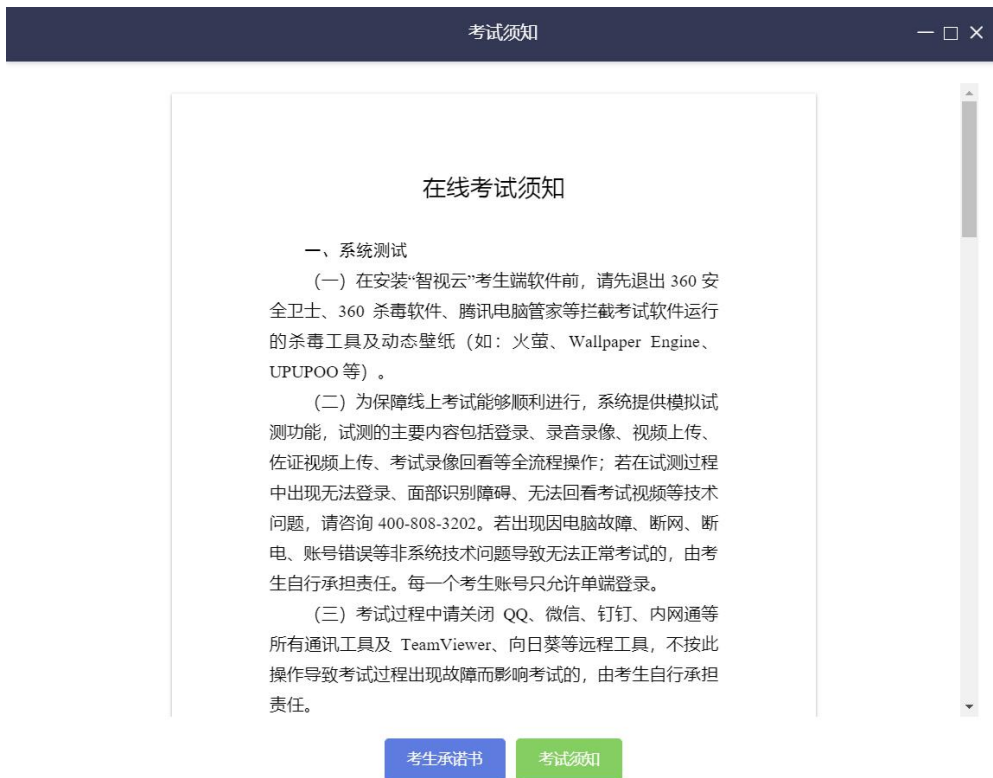 考试须知
在线考试须知
一、系统测试
（一）在安装“智视云”考生端软件前，请先退出 360 安
全卫士、360 杀毒软件、腾讯电脑管家等拦截考试软件运行
的杀毒工具及动态壁纸（如：火萤、Wallpaper Engine、
UPUPOO 等）。
（二）为保障线上考试能够顺利进行，系统提供模拟试
测功能，试测的主要内容包括登录、录音录像、视频上传、
佐证视频上传、考试录像回看等全流程操作；若在试测过程
中出现无法登录、面部识别障碍、无法回看考试视频等技术
问题，请咨询 400-808-3202。若出现因电脑故障、断网、断
电、账号错误等非系统技术问题导致无法正常考试的，由考
生自行承担责任。每一个考生账号只允许单端登录。
（三）考试过程中请关闭 QQ、微信、钉钉、内网通等
所有通讯工具及 TeamViewer、向日葵等远程工具，不按此
操作导致考试过程出现故障而影响考试的，由考生自行承担
责任。
考生承诺书
考试须知